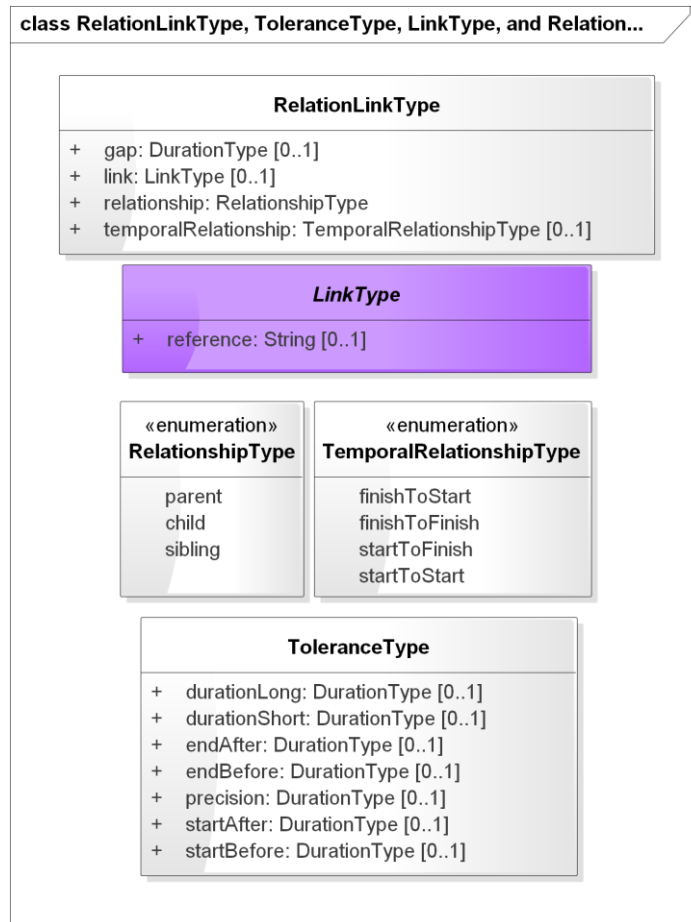 class RelationLinkType, ToleranceType, LinkType, and Relation...
RelationLinkType
+ gap: DurationType [0..1]
+ link: LinkType [0..1]
+ relationship: RelationshipType
+ temporalRelationship: TemporalRelationshipType [0..1]
LinkType
+ reference: String [0..1]
«enumeration»
RelationshipType
parent
child
sibling
«enumeration»
TemporalRelationshipType
finishToStart
finishToFinish
startToFinish
startToStart
ToleranceType
+ durationLong: DurationType [0..1]
+ durationShort: DurationType [0..1]
+ endAfter: DurationType [0..1]
+ endBefore: DurationType [0..1]
+ precision: DurationType [0..1]
+ startAfter: DurationType [0..1]
+ startBefore: DurationType [0..1]